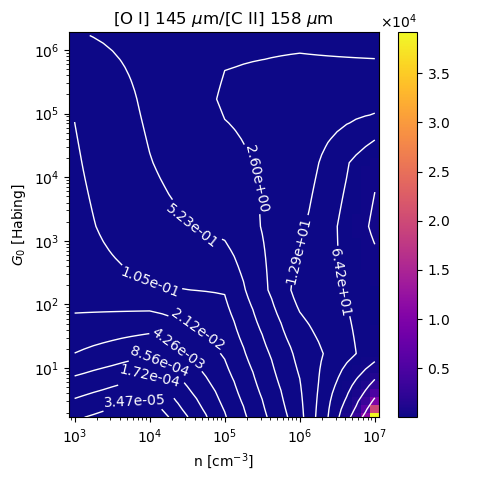 [O I] 145 μm/[C II] 158 μm
×10⁴
10⁶
10⁵
10⁴
10³
10²
10¹
G₀ [Habing]
2.60e+00
5.23e-01
1.29e+01
6.42e+01
1.05e-01
2.12e-02
4.26e-03
8.56e-04
1.72e-04
3.47e-05
3.5
3.0
2.5
2.0
1.5
1.0
0.5
10³ 10⁴ 10⁵ 10⁶ 10⁷
n [cm⁻³]